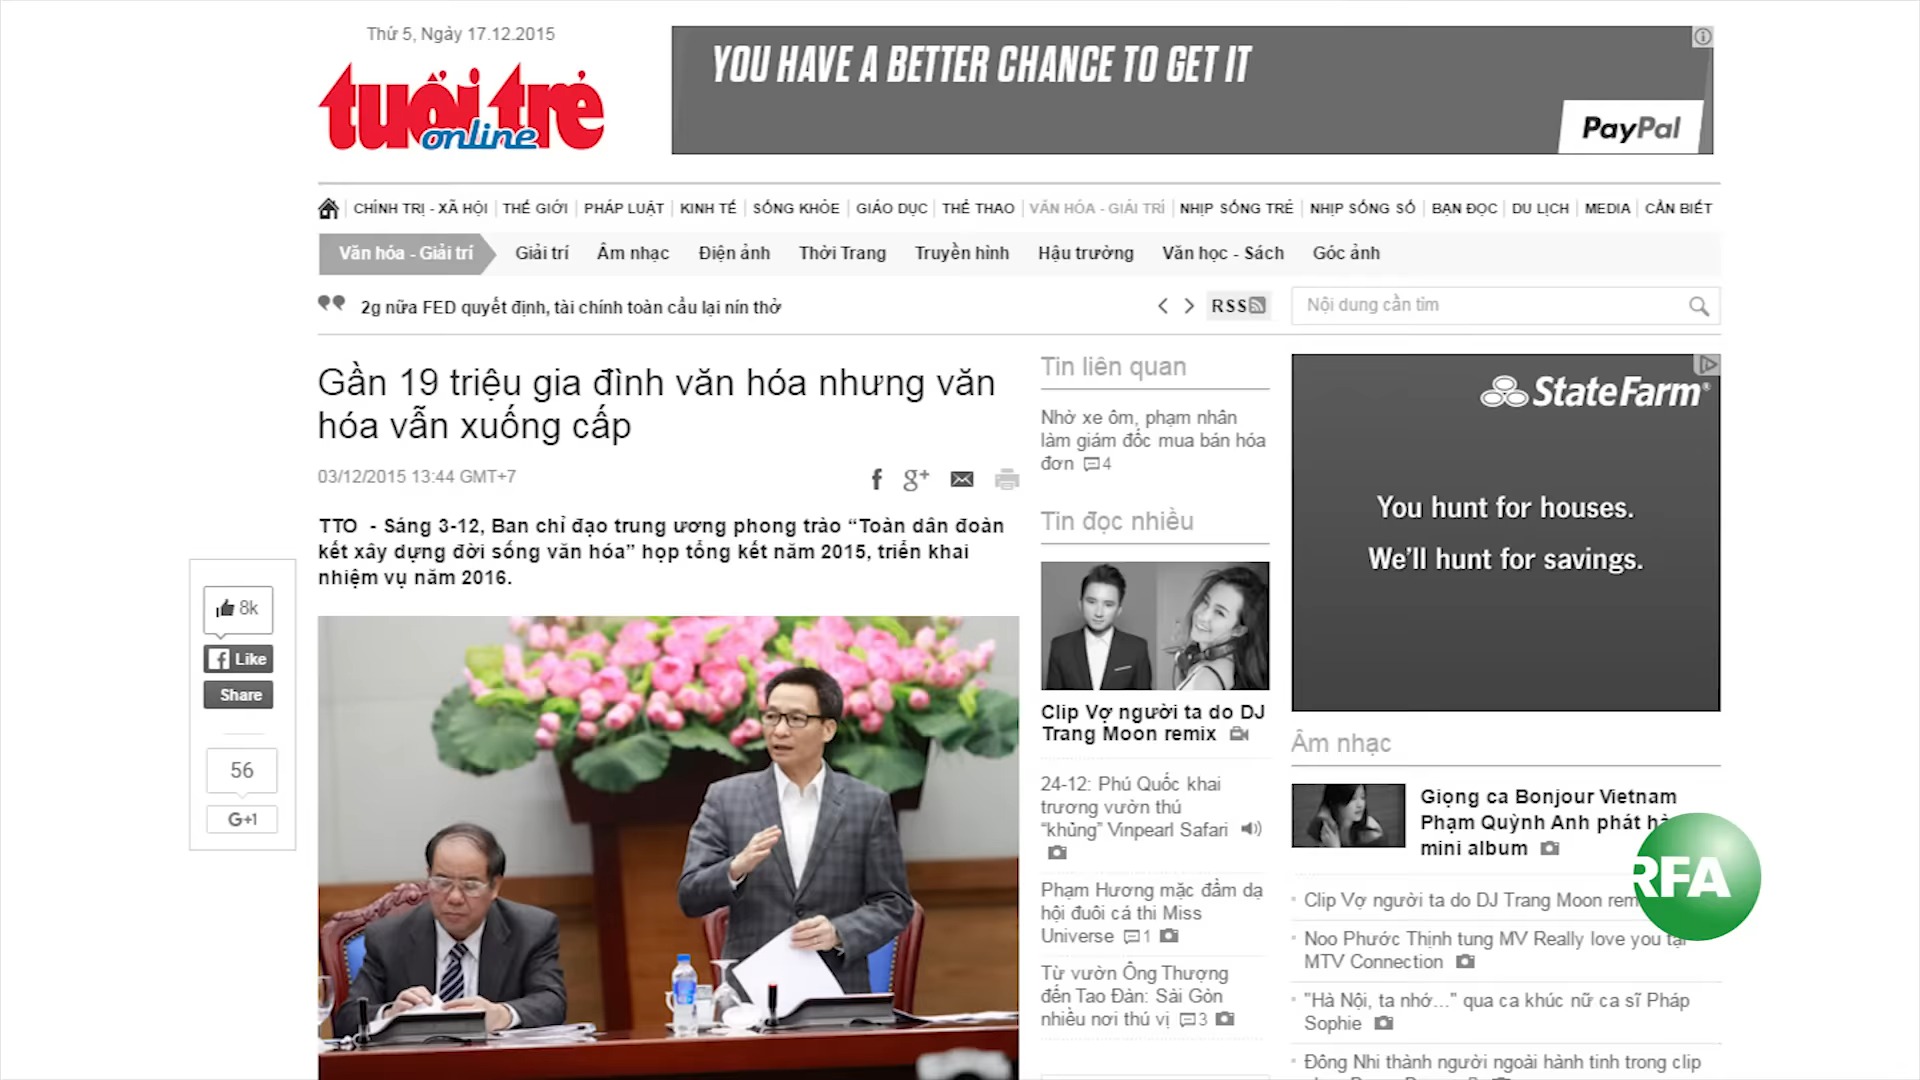 Thứ 5, Ngày 17.12.2015
tuổi trẻ
online
YOU HAVE A BETTER CHANCE TO GET IT
PayPal
CHÍNH TRỊ - XÃ HỘI | THẾ GIỚI | PHÁP LUẬT | KINH TẾ | SỐNG KHỎE | GIÁO DỤC | THỂ THAO | VĂN HÓA - GIẢI TRÍ | NHỊP SỐNG TRẺ | NHỊP SỐNG SỐ | BẠN ĐỌC | DU LỊCH | MEDIA | CẦN BIẾT
Văn hóa - Giải trí Giải trí Âm nhạc Điện ảnh Thời Trang Truyền hình Hậu trường Văn học - Sách Góc ảnh
2g nữa FED quyết định, tài chính toàn cầu lại nín thở
RSS
Nội dung cần tìm
Gần 19 triệu gia đình văn hóa nhưng văn
hóa vẫn xuống cấp
03/12/2015 13:44 GMT+7
f g+
TTO - Sáng 3-12, Ban chỉ đạo trung ương phong trào “Toàn dân đoàn
kết xây dựng đời sống văn hóa” họp tổng kết năm 2015, triển khai
nhiệm vụ năm 2016.
8k
Like
Share
56
G+1
Tin liên quan
Nhờ xe ôm, phạm nhân
làm giám đốc mua bán hóa
đơn 4
Tin đọc nhiều
Clip Vợ người ta do DJ
Trang Moon remix
24-12: Phú Quốc khai
trương vườn thú
“khủng” Vinpearl Safari
Phạm Hương mặc đầm dạ
hội đuôi cá thi Miss
Universe 1
Từ vườn Ông Thượng
đến Tao Đàn: Sài Gòn
nhiều nơi thú vị 3
StateFarm®
You hunt for houses.
We’ll hunt for savings.
Âm nhạc
Giọng ca Bonjour Vietnam
Phạm Quỳnh Anh phát h
mini album
RFA
Clip Vợ người ta do DJ Trang Moon rem
Noo Phước Thịnh tung MV Really love you tại
MTV Connection
"Hà Nội, ta nhớ..." qua ca khúc nữ ca sĩ Pháp
Sophie
Đông Nhi thành người ngoài hành tinh trong clip